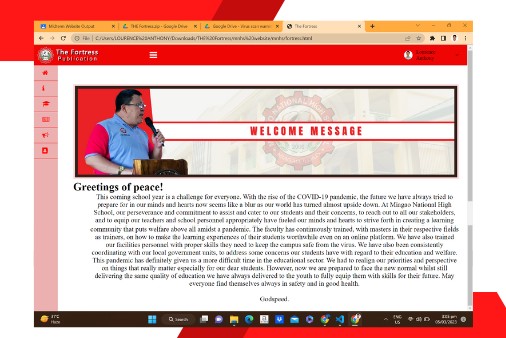 Midterm Website Output
THE Fortress.zip - Google Drive
Google Drive - Virus scan warnin
The Fortress
File
C:/Users/LOURENCE%20ANTHONY/Downloads/THE%20Fortress/mnhs%20website/mnhs/fortress.html
The Fortress
Publication
WELCOME MESSAGE
Greetings of peace!
This coming school year is a challenge for everyone. With the rise of the COVID-19 pandemic, the future we have always tried to
prepare for in our minds and hearts now seems like a blur as our world has turned almost upside down. At Miagao National High
School, our perseverance and commitment to assist and cater to our students and their concerns, to reach out to all our stakeholders,
and to equip our teachers and school personnel appropriately have fueled our minds and hearts to strive forth in creating a learning
community that puts welfare above all amidst a pandemic. The faculty has continuously trained, with masters in their respective fields
as trainers, on how to make the learning experiences of their students worthwhile even on an online platform. We have also trained
our facilities personnel with proper skills they need to keep the campus safe from the virus. We have also been consistently
coordinating with our local government units, to address some concerns our students have with regard to their education and welfare.
This pandemic has definitely given us a more difficult time in the educational sector. We had to realign our priorities and perspective
on things that really matter especially for our dear students. However, now we are prepared to face the new normal whilst still
delivering the same quality of education we have always delivered to the youth to fully equip them with skills for their future. May
everyone find themselves always in safety and in good health.
Godspeed.
31°C
Haze
Search
ENG
US